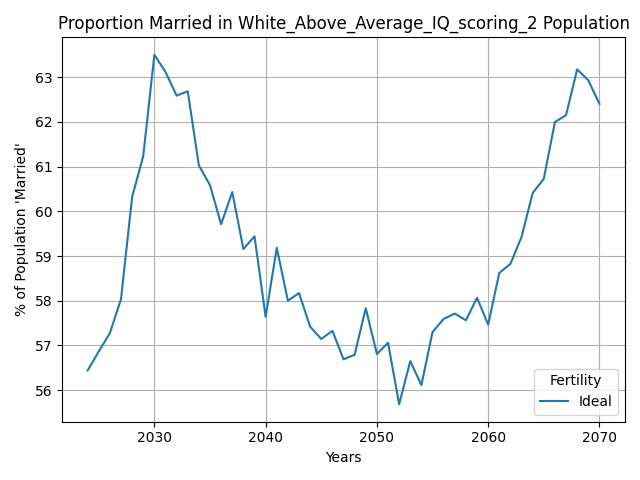 Proportion Married in White_Above_Average_IQ_scoring_2 Population
% of Population 'Married'
63
62
61
60
59
58
57
56
2030
2040
2050
2060
2070
Years
Fertility
Ideal